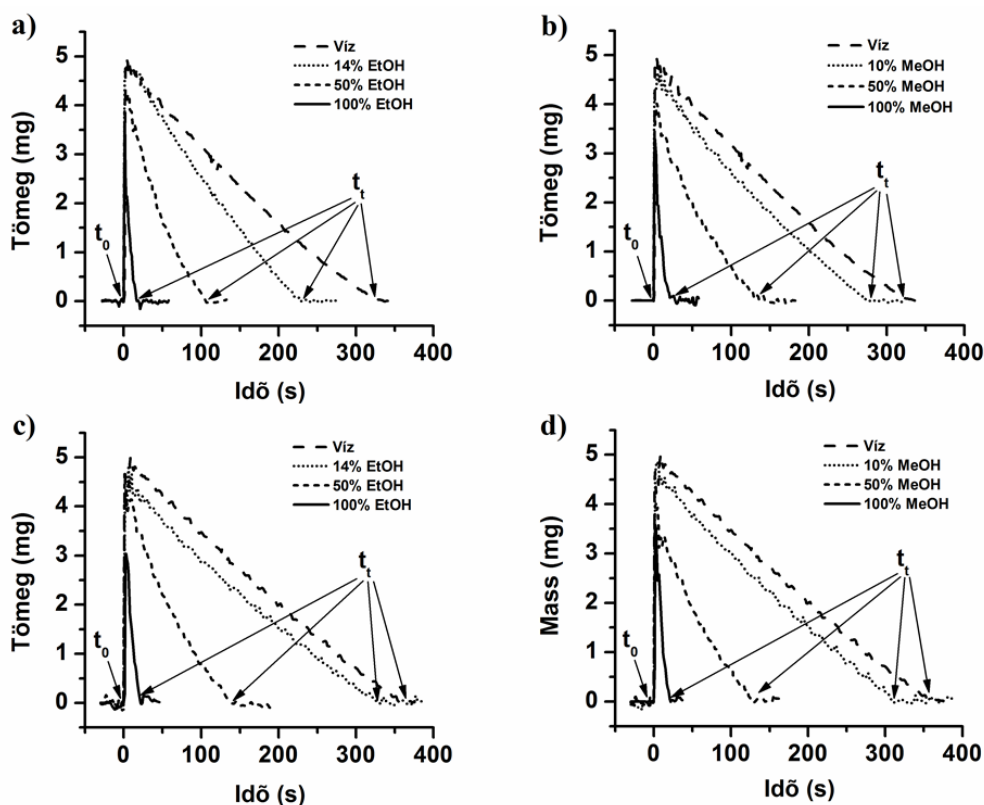 a)
Tömeg (mg)
5
4
3
2
1
0
Víz
14% EtOH
50% EtOH
100% EtOH
t0
tt
0 100 200 300 400
Idõ (s)
b)
Tömeg (mg)
5
4
3
2
1
0
Víz
10% MeOH
50% MeOH
100% MeOH
t0
tt
0 100 200 300 400
Idõ (s)
c)
Tömeg (mg)
5
4
3
2
1
0
Víz
14% EtOH
50% EtOH
100% EtOH
t0
tt
0 100 200 300 400
Idõ (s)
d)
Mass (mg)
5
4
3
2
1
0
Víz
10% MeOH
50% MeOH
100% MeOH
t0
tt
0 100 200 300 400
Idõ (s)